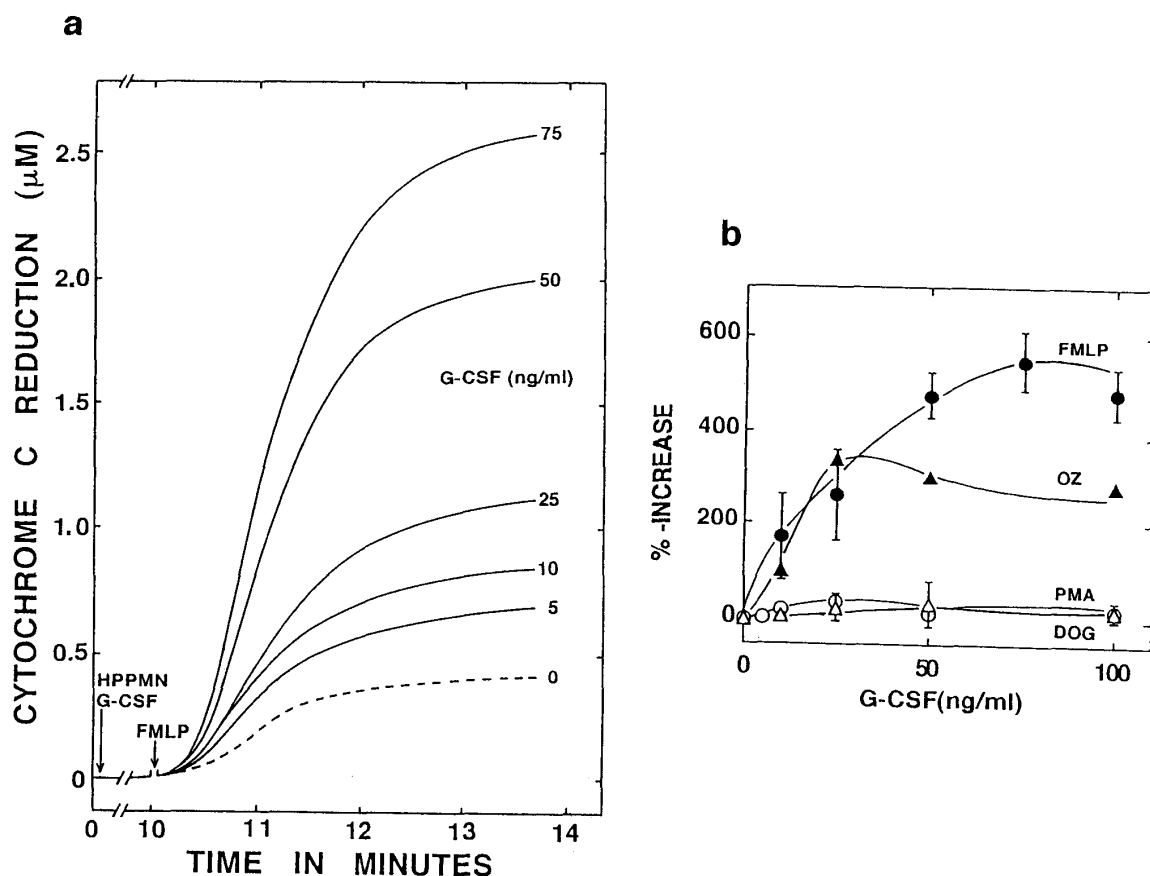 a
CYTOCHROME C REDUCTION (µM)
2.5
2.0
1.5
1.0
0.5
0
75
50
G-CSF (ng/ml)
25
10
5
0
HPPMN
G-CSF
FMLP
0 10 11 12 13 14
TIME IN MINUTES
b
%-INCREASE
600
400
200
0
FMLP
OZ
PMA
DOG
0 50 100
G-CSF(ng/ml)